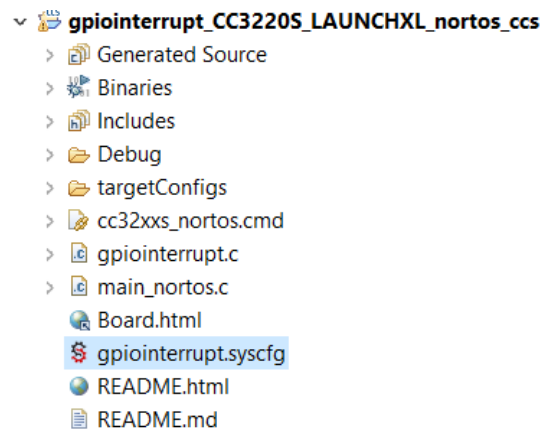 gpiointerrupt_CC3220S_LAUNCHXL_nortos_ccs
Generated Source
Binaries
Includes
Debug
targetConfigs
cc32xxs_nortos.cmd
gpiointerrupt.c
main_nortos.c
Board.html
gpiointerrupt.syscfg
README.html
README.md